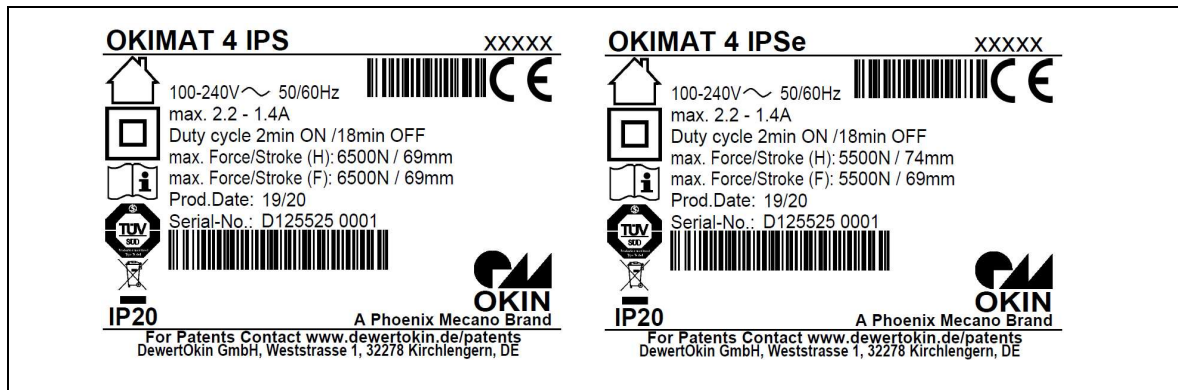 OKIMAT 4 IPS xxxxx
100-240V~ 50/60Hz
CE
max. 2.2 - 1.4A
Duty cycle 2min ON /18min OFF
max. Force/Stroke (H): 6500N / 69mm
max. Force/Stroke (F): 6500N / 69mm
i
Prod.Date: 19/20
Serial-No.: D125525 0001
TÜV
SÜD
OKIN
IP20
A Phoenix Mecano Brand
For Patents Contact www.dewertokin.de/patents
DewertOkin GmbH, Weststrasse 1, 32278 Kirchlengern, DE
OKIMAT 4 IPSe xxxxx
100-240V~ 50/60Hz
CE
max. 2.2 - 1.4A
Duty cycle 2min ON /18min OFF
max. Force/Stroke (H): 5500N / 74mm
max. Force/Stroke (F): 5500N / 69mm
i
Prod.Date: 19/20
Serial-No.: D125525 0001
TÜV
SÜD
OKIN
IP20
A Phoenix Mecano Brand
For Patents Contact www.dewertokin.de/patents
DewertOkin GmbH, Weststrasse 1, 32278 Kirchlengern, DE